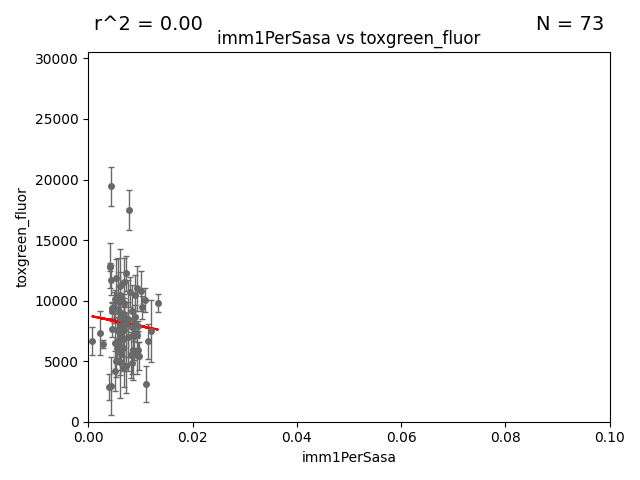 r^2 = 0.00
N = 73
imm1PerSasa vs toxgreen_fluor
30000
25000
20000
15000
10000
5000
0
toxgreen_fluor
0.00 0.02 0.04 0.06 0.08 0.10
imm1PerSasa